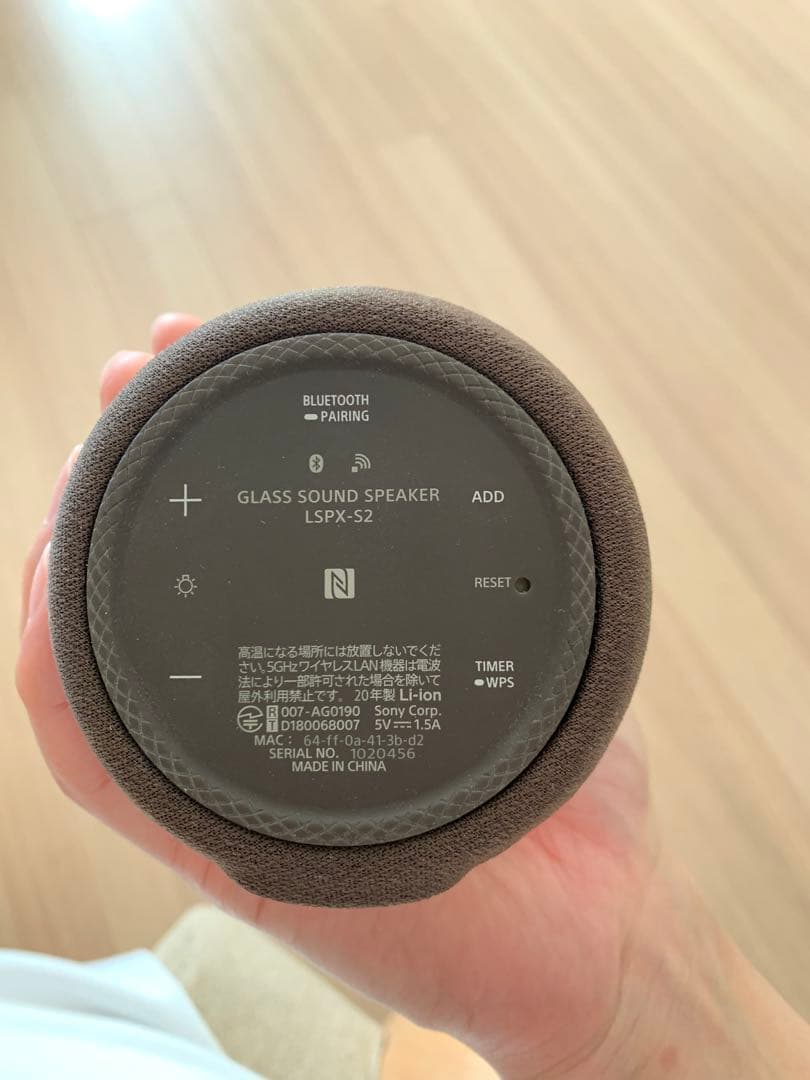 BLUETOOTH
PAIRING
+
GLASS SOUND SPEAKER
LSPX-S2
ADD
RESET
高温になる場所には放置しないでくだ
さい。5GHzワイヤレスLAN機器は電波
法により一部許可された場合を除いて
屋外利用禁止です。 20年製 Li-ion
R 007-AG0190 Sony Corp.
T D180068007 5V 1.5A
MAC: 64-ff-0a-41-3b-d2
SERIAL NO. 1020456
MADE IN CHINA
−
TIMER
WPS